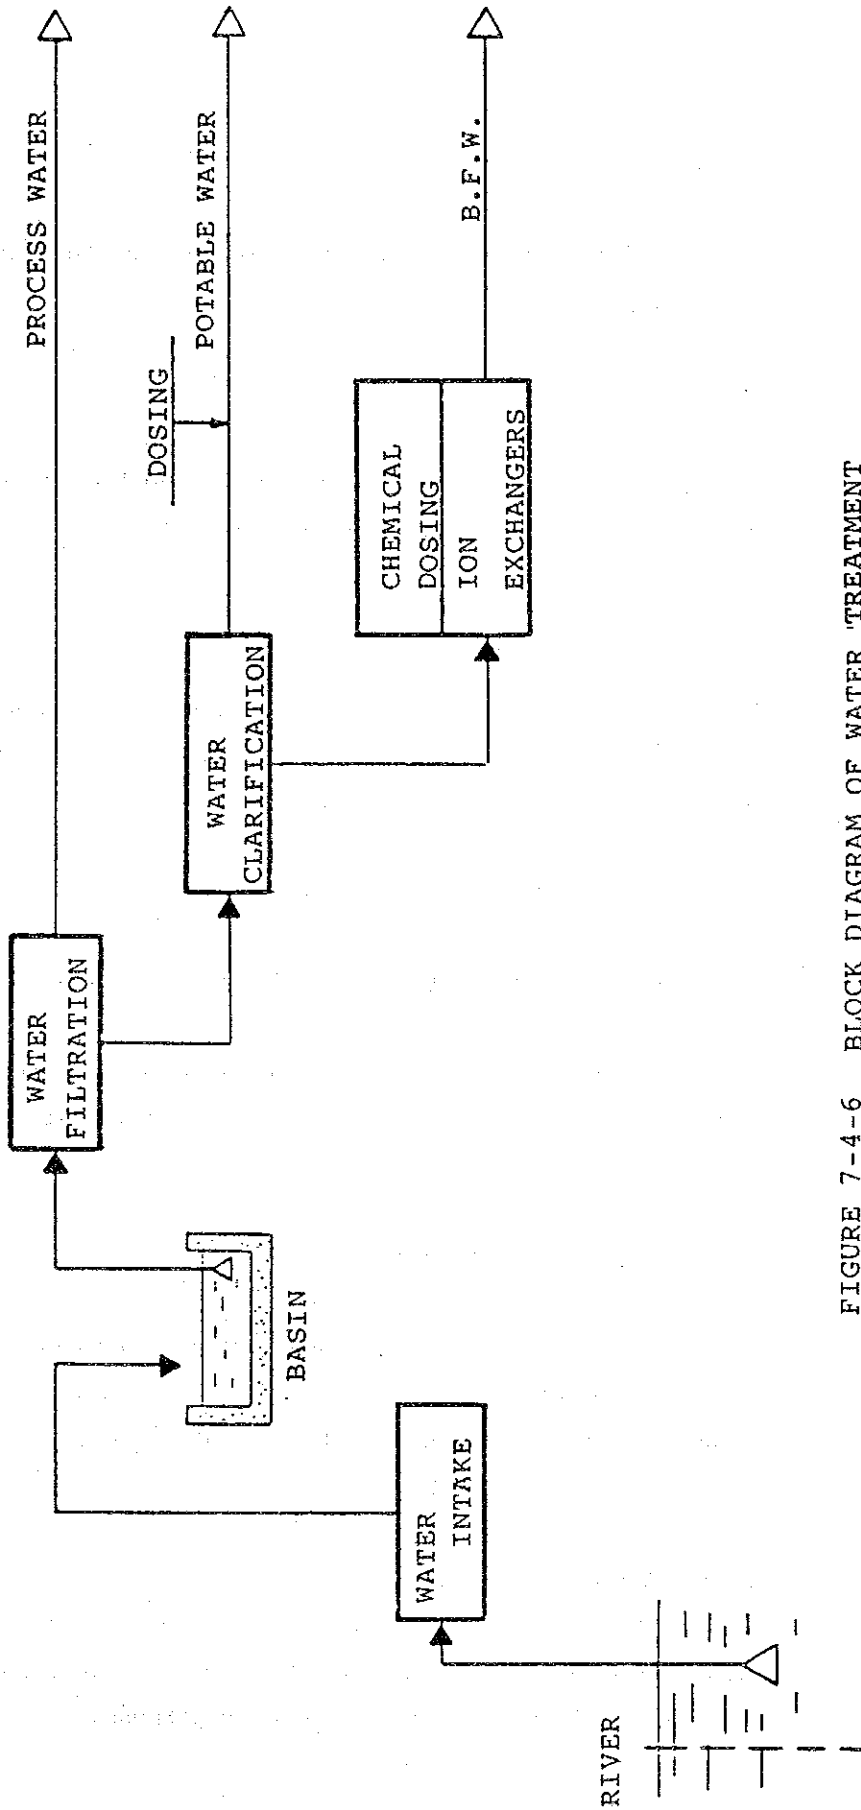 PROCESS WATER
DOSING
POTABLE WATER
WATER
FILTRATION
WATER
CLARIFICATION
CHEMICAL
DOSING
ION
EXCHANGERS
B.F.W.
BASIN
WATER
INTAKE
RIVER
FIGURE 7-4-6 BLOCK DIAGRAM OF WATER TREATMENT